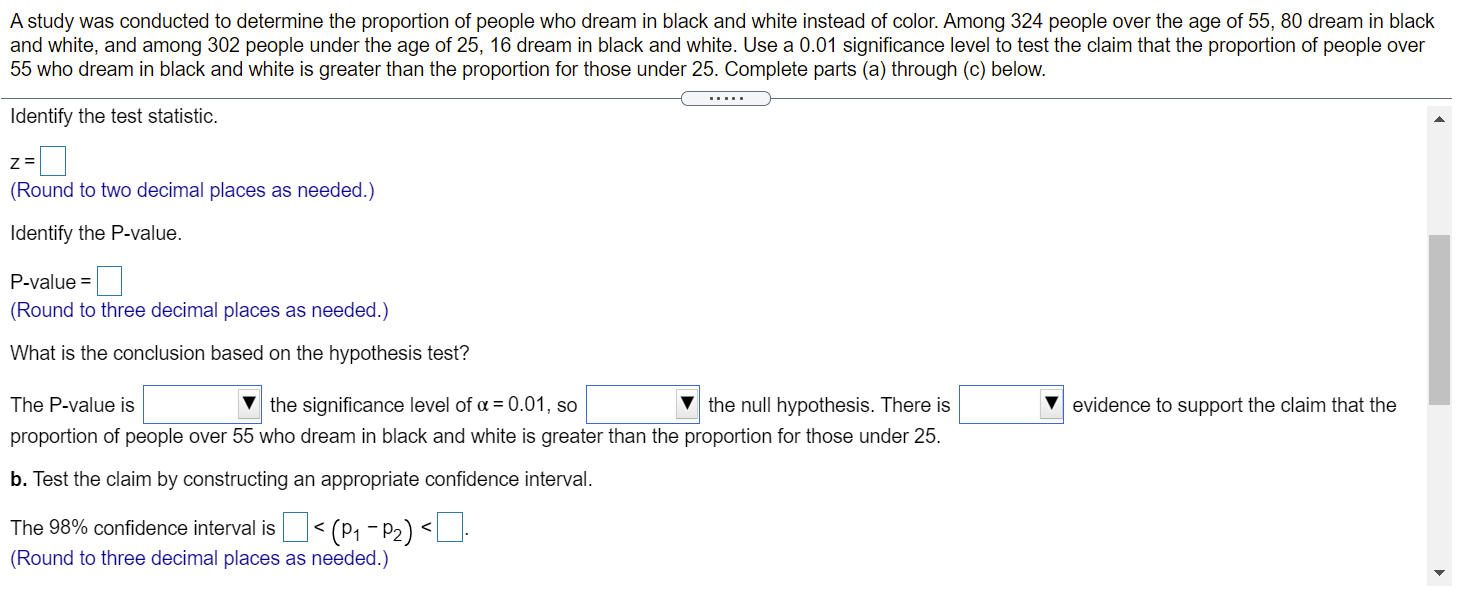 A study was conducted to determine the proportion of people who dream in black and white instead of color. Among 324 people over the age of 55, 80 dream in black
and white, and among 302 people under the age of 25, 16 dream in black and white. Use a 0.01 significance level to test the claim that the proportion of people over
55 who dream in black and white is greater than the proportion for those under 25. Complete parts (a) through (c) below.
Identify the test statistic.
z =
(Round to two decimal places as needed.)
Identify the P-value.
P-value =
(Round to three decimal places as needed.)
What is the conclusion based on the hypothesis test?
The P-value is the significance level of α = 0.01, so the null hypothesis. There is evidence to support the claim that the
proportion of people over 55 who dream in black and white is greater than the proportion for those under 25.
b. Test the claim by constructing an appropriate confidence interval.
The 98% confidence interval is < (p₁ − p₂) < .
(Round to three decimal places as needed.)